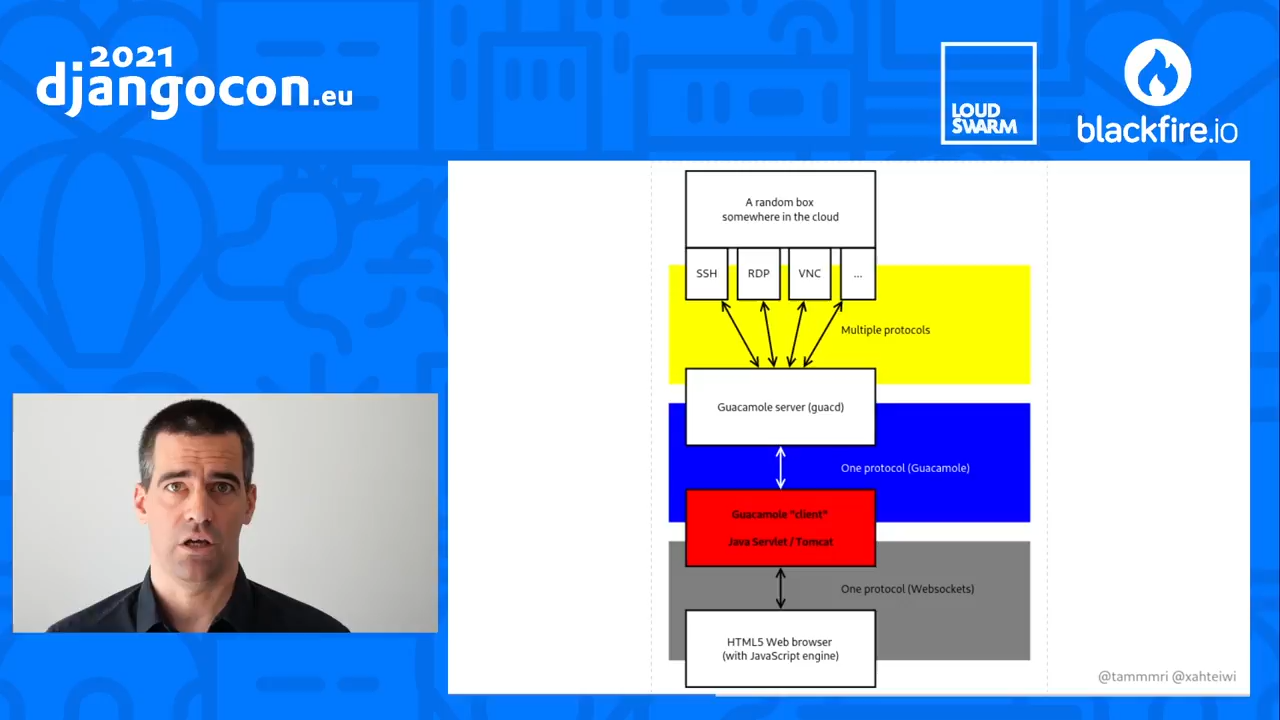 2021
djangocon.eu
LOUD
SWARM
blackfire.io
A random box
somewhere in the cloud
SSH
RDP
VNC
...
Multiple protocols
Guacamole server (guacd)
One protocol (Guacamole)
Guacamole "client"
Java Servlet / Tomcat
One protocol (Websockets)
HTML5 Web browser
(with JavaScript engine)
@tammmri @xahteiwi